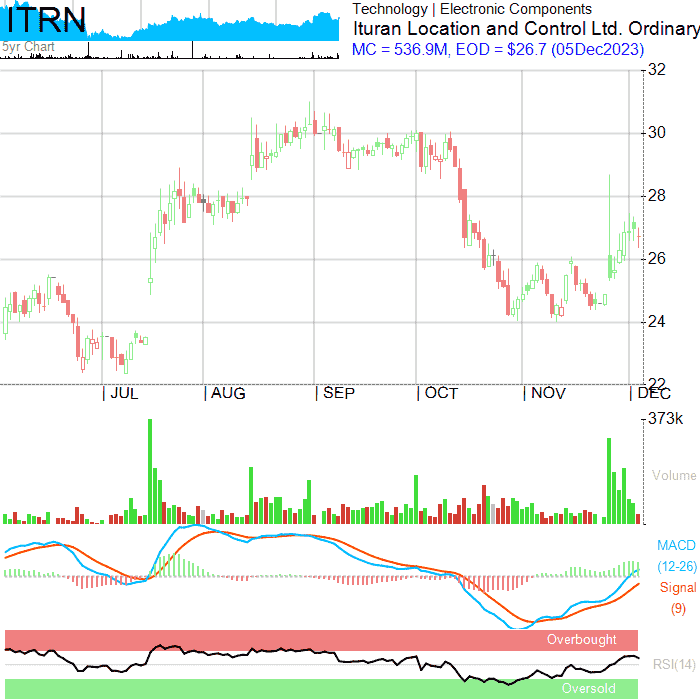 ITRN
5yr Chart
Technology | Electronic Components
Ituran Location and Control Ltd. Ordinary
MC = 536.9M, EOD = $26.7 (05Dec2023)
32
30
28
26
24
22
| JUL | AUG | SEP | OCT | NOV | DEC
373k
Volume
MACD
(12-26)
Signal
(9)
Overbought
RSI(14)
Oversold